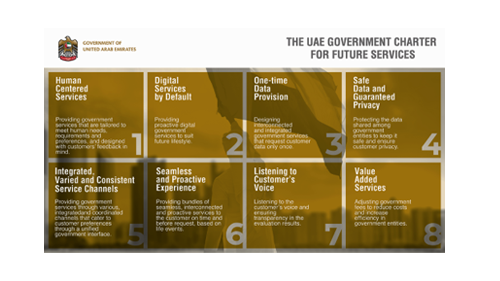 GOVERNMENT OF
UNITED ARAB EMIRATES
THE UAE GOVERNMENT CHARTER
FOR FUTURE SERVICES
Human
Centered
Services
Providing government
services that are tailored to
meet human needs,
requirements and
preferences, and designed
with customers' feedback in
mind.
1
Digital
Services
by Default
Providing
proactive digital
government
services to suit
future lifestyle.
2
One-time
Data
Provision
Designing
interconnected
and integrated
government services
that request customer
data only once.
3
Safe
Data and
Guaranteed
Privacy
Protecting the data
shared among
government
entities to keep it
safe and ensure
customer privacy.
4
Integrated,
Varied and Consistent
Service Channels
Providing government
services through various,
integrated and coordinated
channels that cater to
customer preferences
through a unified
government interface.
5
Seamless
and Proactive
Experience
Providing bundles of
seamless, interconnected
and proactive services to
the customer on time and
before request, based on
life events.
6
Listening to
Customer's
Voice
Listening to the
customer's voice and
ensuring
transparency in the
evaluation results.
7
Value
Added
Services
Adjusting government
fees to reduce costs
and increase
efficiency in
government entities.
8